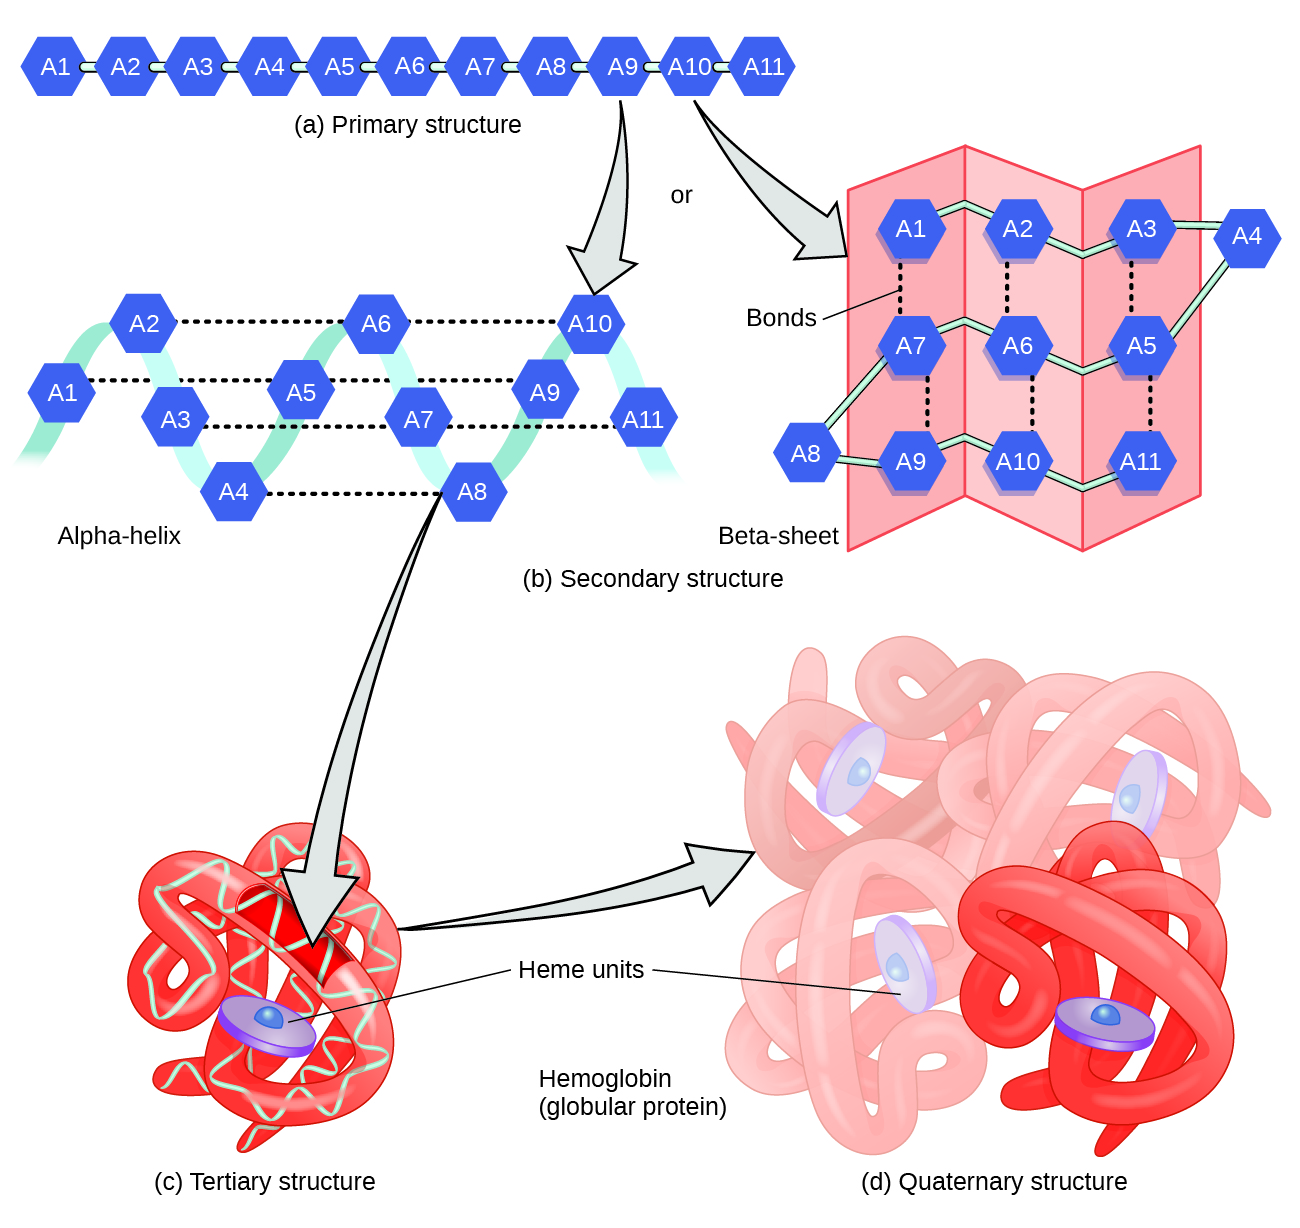 A1 A2 A3 A4 A5 A6 A7 A8 A9 A10 A11
(a) Primary structure
or
A1 A2 A3 A4
Bonds
A7 A6 A5
A8 A9 A10 A11
Beta-sheet
A2 A6 A10
A1 A5 A9
A3 A7 A11
A4 A8
Alpha-helix
(b) Secondary structure
Heme units
Hemoglobin
(globular protein)
(c) Tertiary structure
(d) Quaternary structure